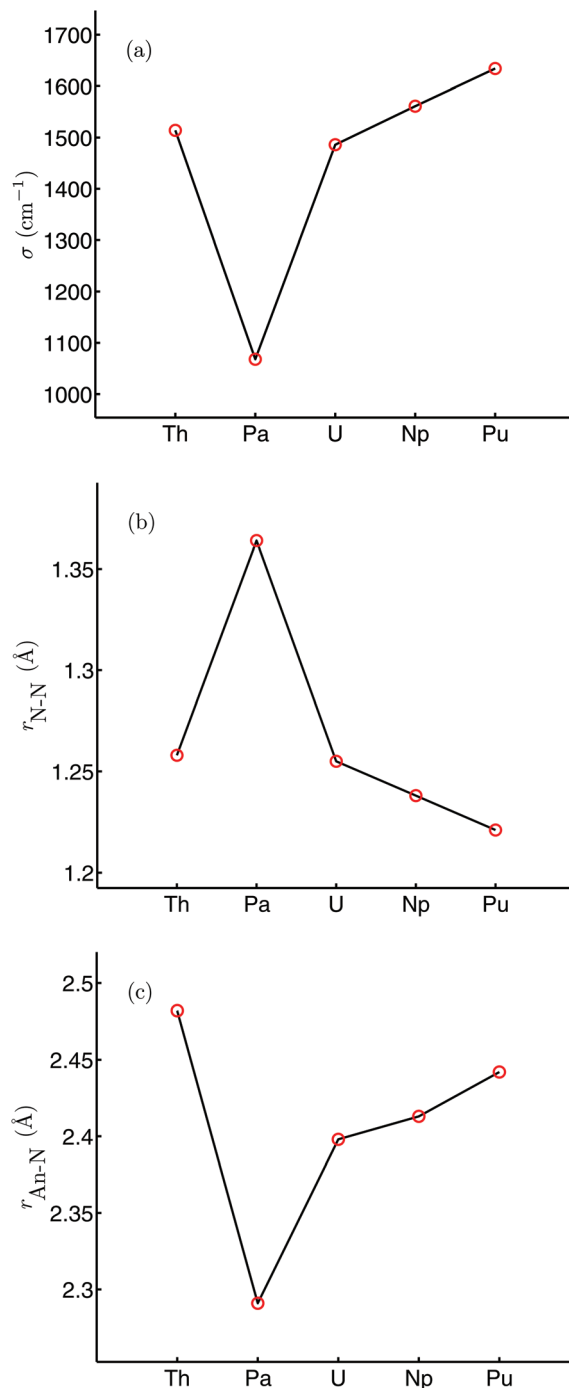 (a)
σ (cm⁻¹)
1700
1600
1500
1400
1300
1200
1100
1000
Th Pa U Np Pu
(b)
r_N-N (Å)
1.35
1.3
1.25
1.2
Th Pa U Np Pu
(c)
r_An-N (Å)
2.5
2.45
2.4
2.35
2.3
Th Pa U Np Pu